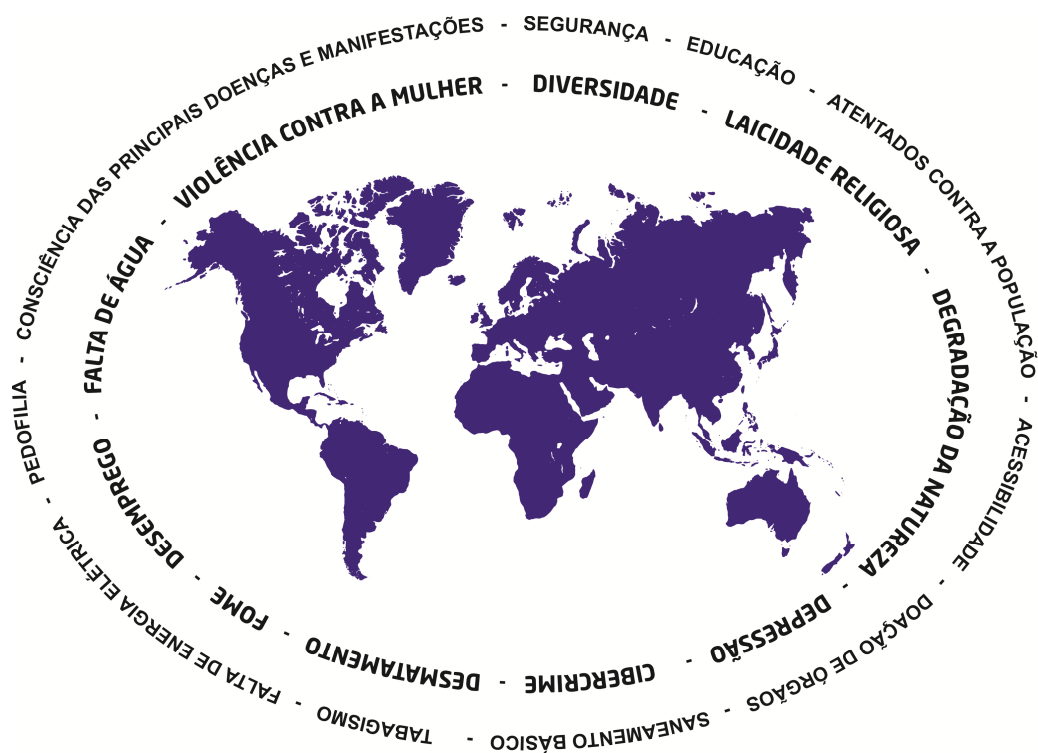 CONSCIÊNCIA DAS PRINCIPAIS DOENÇAS E MANIFESTAÇÕES - SEGURANÇA - EDUCAÇÃO - ATENTADOS CONTRA A POPULAÇÃO - ACESSIBILIDADE - DOAÇÃO DE ÓRGÃOS - SANEAMENTO BÁSICO - TABAGISMO - FALTA DE ENERGIA ELÉTRICA - PEDOFILIA -
FALTA DE ÁGUA - VIOLÊNCIA CONTRA A MULHER - DIVERSIDADE - LAICIDADE RELIGIOSA - DEGRADAÇÃO DA NATUREZA - DEPRESSÃO - CIBERCRIME - DESMATAMENTO - FOME - DESEMPREGO -